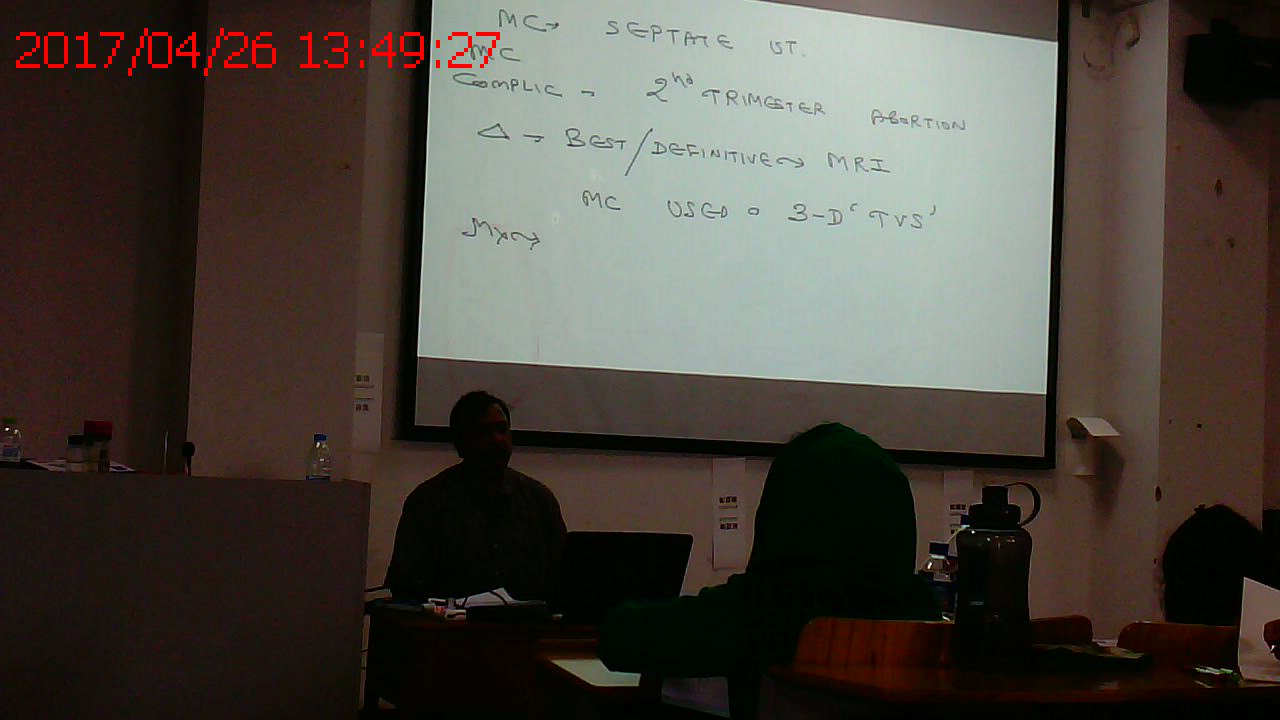 2017/04/26 13:49:27
MC → SEPTATE UT.
MC
COMPLIC - 2nd TRIMESTER ABORTION
Δ → BEST/DEFINITIVE → MRI
MC USED ∘ 3-D 'TVS'
Mx →